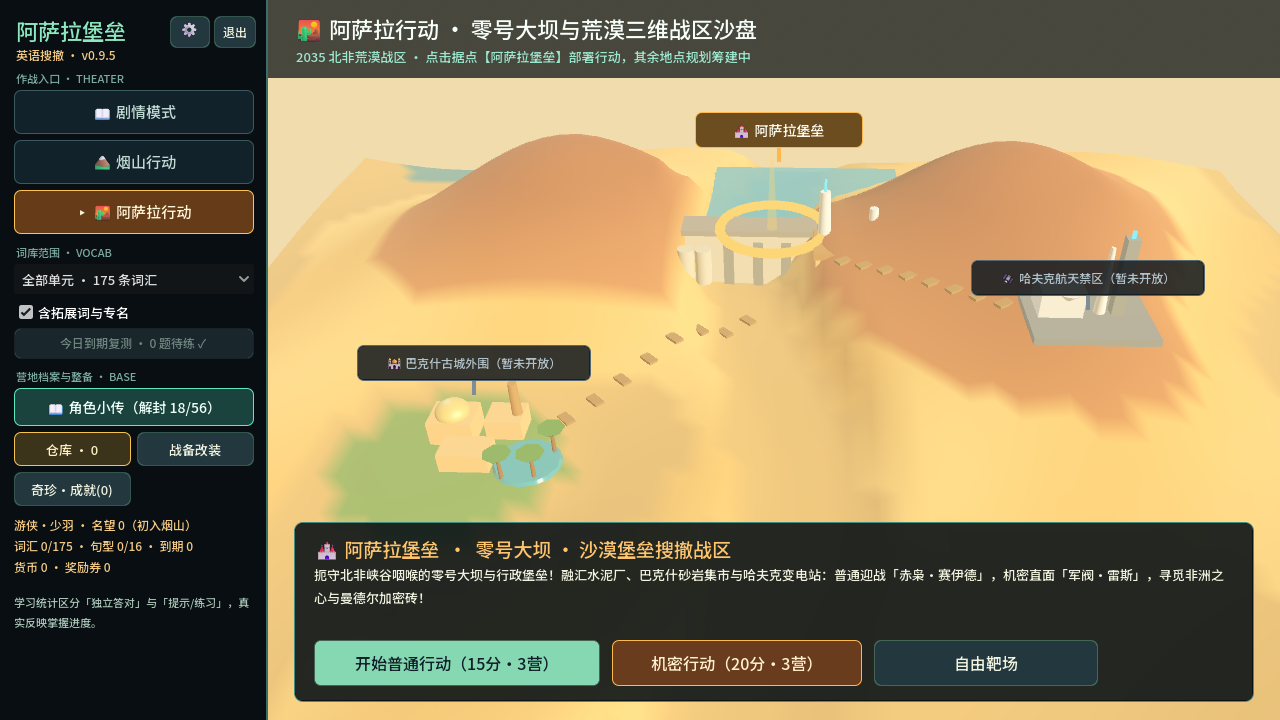 阿萨拉堡垒
退出
英语搜撤 · v0.9.5
作战入口 · THEATER
剧情模式
烟山行动
阿萨拉行动
词库范围 · VOCAB
全部单元 · 175 条词汇
含拓展词与专名
今日到期复测 · 0 题待练 ✓
营地档案与整备 · BASE
角色小传（解封 18/56）
仓库 · 0
战备改装
奇珍·成就(0)
游侠·少羽 · 名望 0（初入烟山）
词汇 0/175 · 句型 0/16 · 到期 0
货币 0 · 奖励券 0
学习统计区分「独立答对」与「提示/练习」，真
实反映掌握进度。
阿萨拉行动 · 零号大坝与荒漠三维战区沙盘
2035 北非荒漠战区 · 点击据点【阿萨拉堡垒】部署行动，其余地点规划筹建中
阿萨拉堡垒
哈夫克航天禁区（暂未开放）
巴克什古城外围（暂未开放）
阿萨拉堡垒 · 零号大坝 · 沙漠堡垒搜撤战区
扼守北非峡谷咽喉的零号大坝与行政堡垒！融汇水泥厂、巴克什砂岩集市与哈夫克变电站：普通迎战「赤枭·赛伊德」，机密直面「军阀·雷斯」，寻觅非洲之
心与曼德尔加密砖！
开始普通行动（15分·3营）
机密行动（20分·3营）
自由靶场